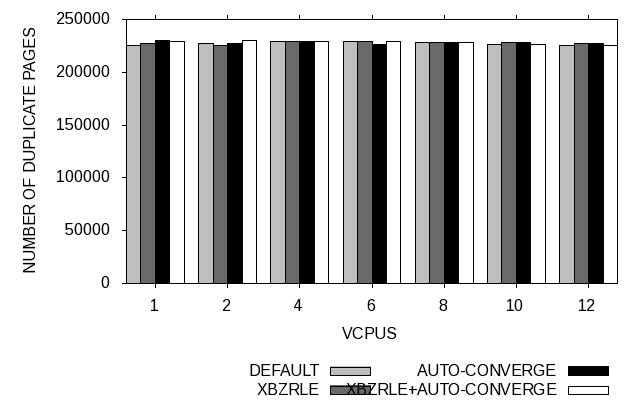 250000
200000
150000
100000
50000
0
NUMBER OF DUPLICATE PAGES
1 2 4 6 8 10 12
VCPUS
DEFAULT AUTO-CONVERGE
XBZRLE XBZRLE+AUTO-CONVERGE